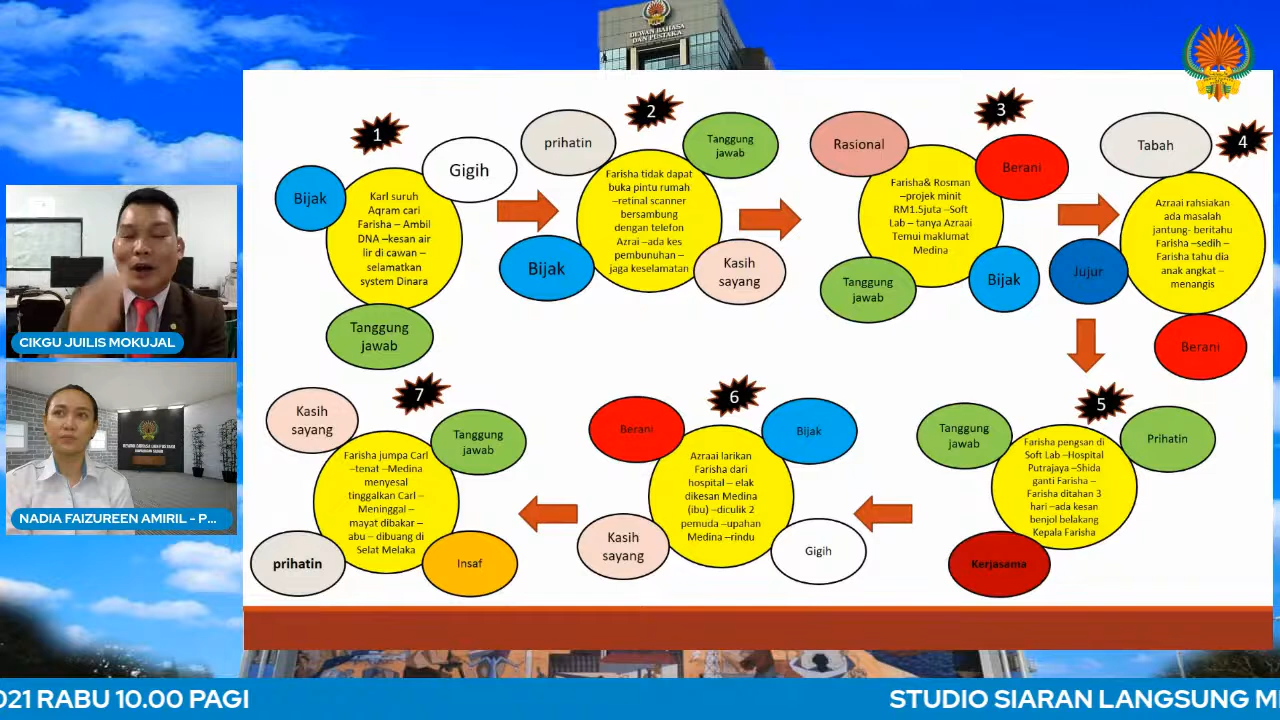 DEWAN BAHASA
DAN PUSTAKA
1
Bijak
Gigih
Karl suruh
Aqram cari
Farisha – Ambil
DNA –kesan air
lir di cawan –
selamatkan
system Dinara
Tanggung
jawab
2
prihatin
Tanggung
jawab
Farisha tidak dapat
buka pintu rumah
–retinal scanner
bersambung
dengan telefon
Azrai –ada kes
pembunuhan –
jaga keselamatan
Bijak
Kasih
sayang
3
Rasional
Berani
Farisha& Rosman
–projek minit
RM1.5juta –Soft
Lab – tanya Azraai
Temui maklumat
Medina
Tanggung
jawab
Bijak
4
Tabah
Azraai rahsiakan
ada masalah
jantung- beritahu
Farisha –sedih –
Farisha tahu dia
anak angkat –
menangis
Jujur
Berani
5
Tanggung
jawab
Prihatin
Farisha pengsan di
Soft Lab –Hospital
Putrajaya –Shida
ganti Farisha –
Farisha ditahan 3
hari –ada kesan
benjol belakang
Kepala Farisha
Kerjasama
6
Berani
Bijak
Azraai larikan
Farisha dari
hospital – elak
dikesan Medina
(ibu) –diculik 2
pemuda –upahan
Medina –rindu
Kasih
sayang
Gigih
7
Kasih
sayang
Tanggung
jawab
Farisha jumpa Carl
–tenat –Medina
menyesal
tinggalkan Carl –
Meninggal –
mayat dibakar –
abu – dibuang di
Selat Melaka
prihatin
Insaf
CIKGU JUILIS MOKUJAL
NADIA FAIZUREEN AMIRIL - P...
021 RABU 10.00 PAGI
STUDIO SIARAN LANGSUNG M